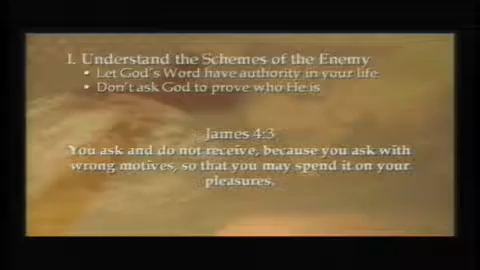 I. Understand the Schemes of the Enemy
• Let God's Word have authority in your life
• Don't ask God to prove who He is
James 4:3
You ask and do not receive, because you ask with
wrong motives, so that you may spend it on your
pleasures.